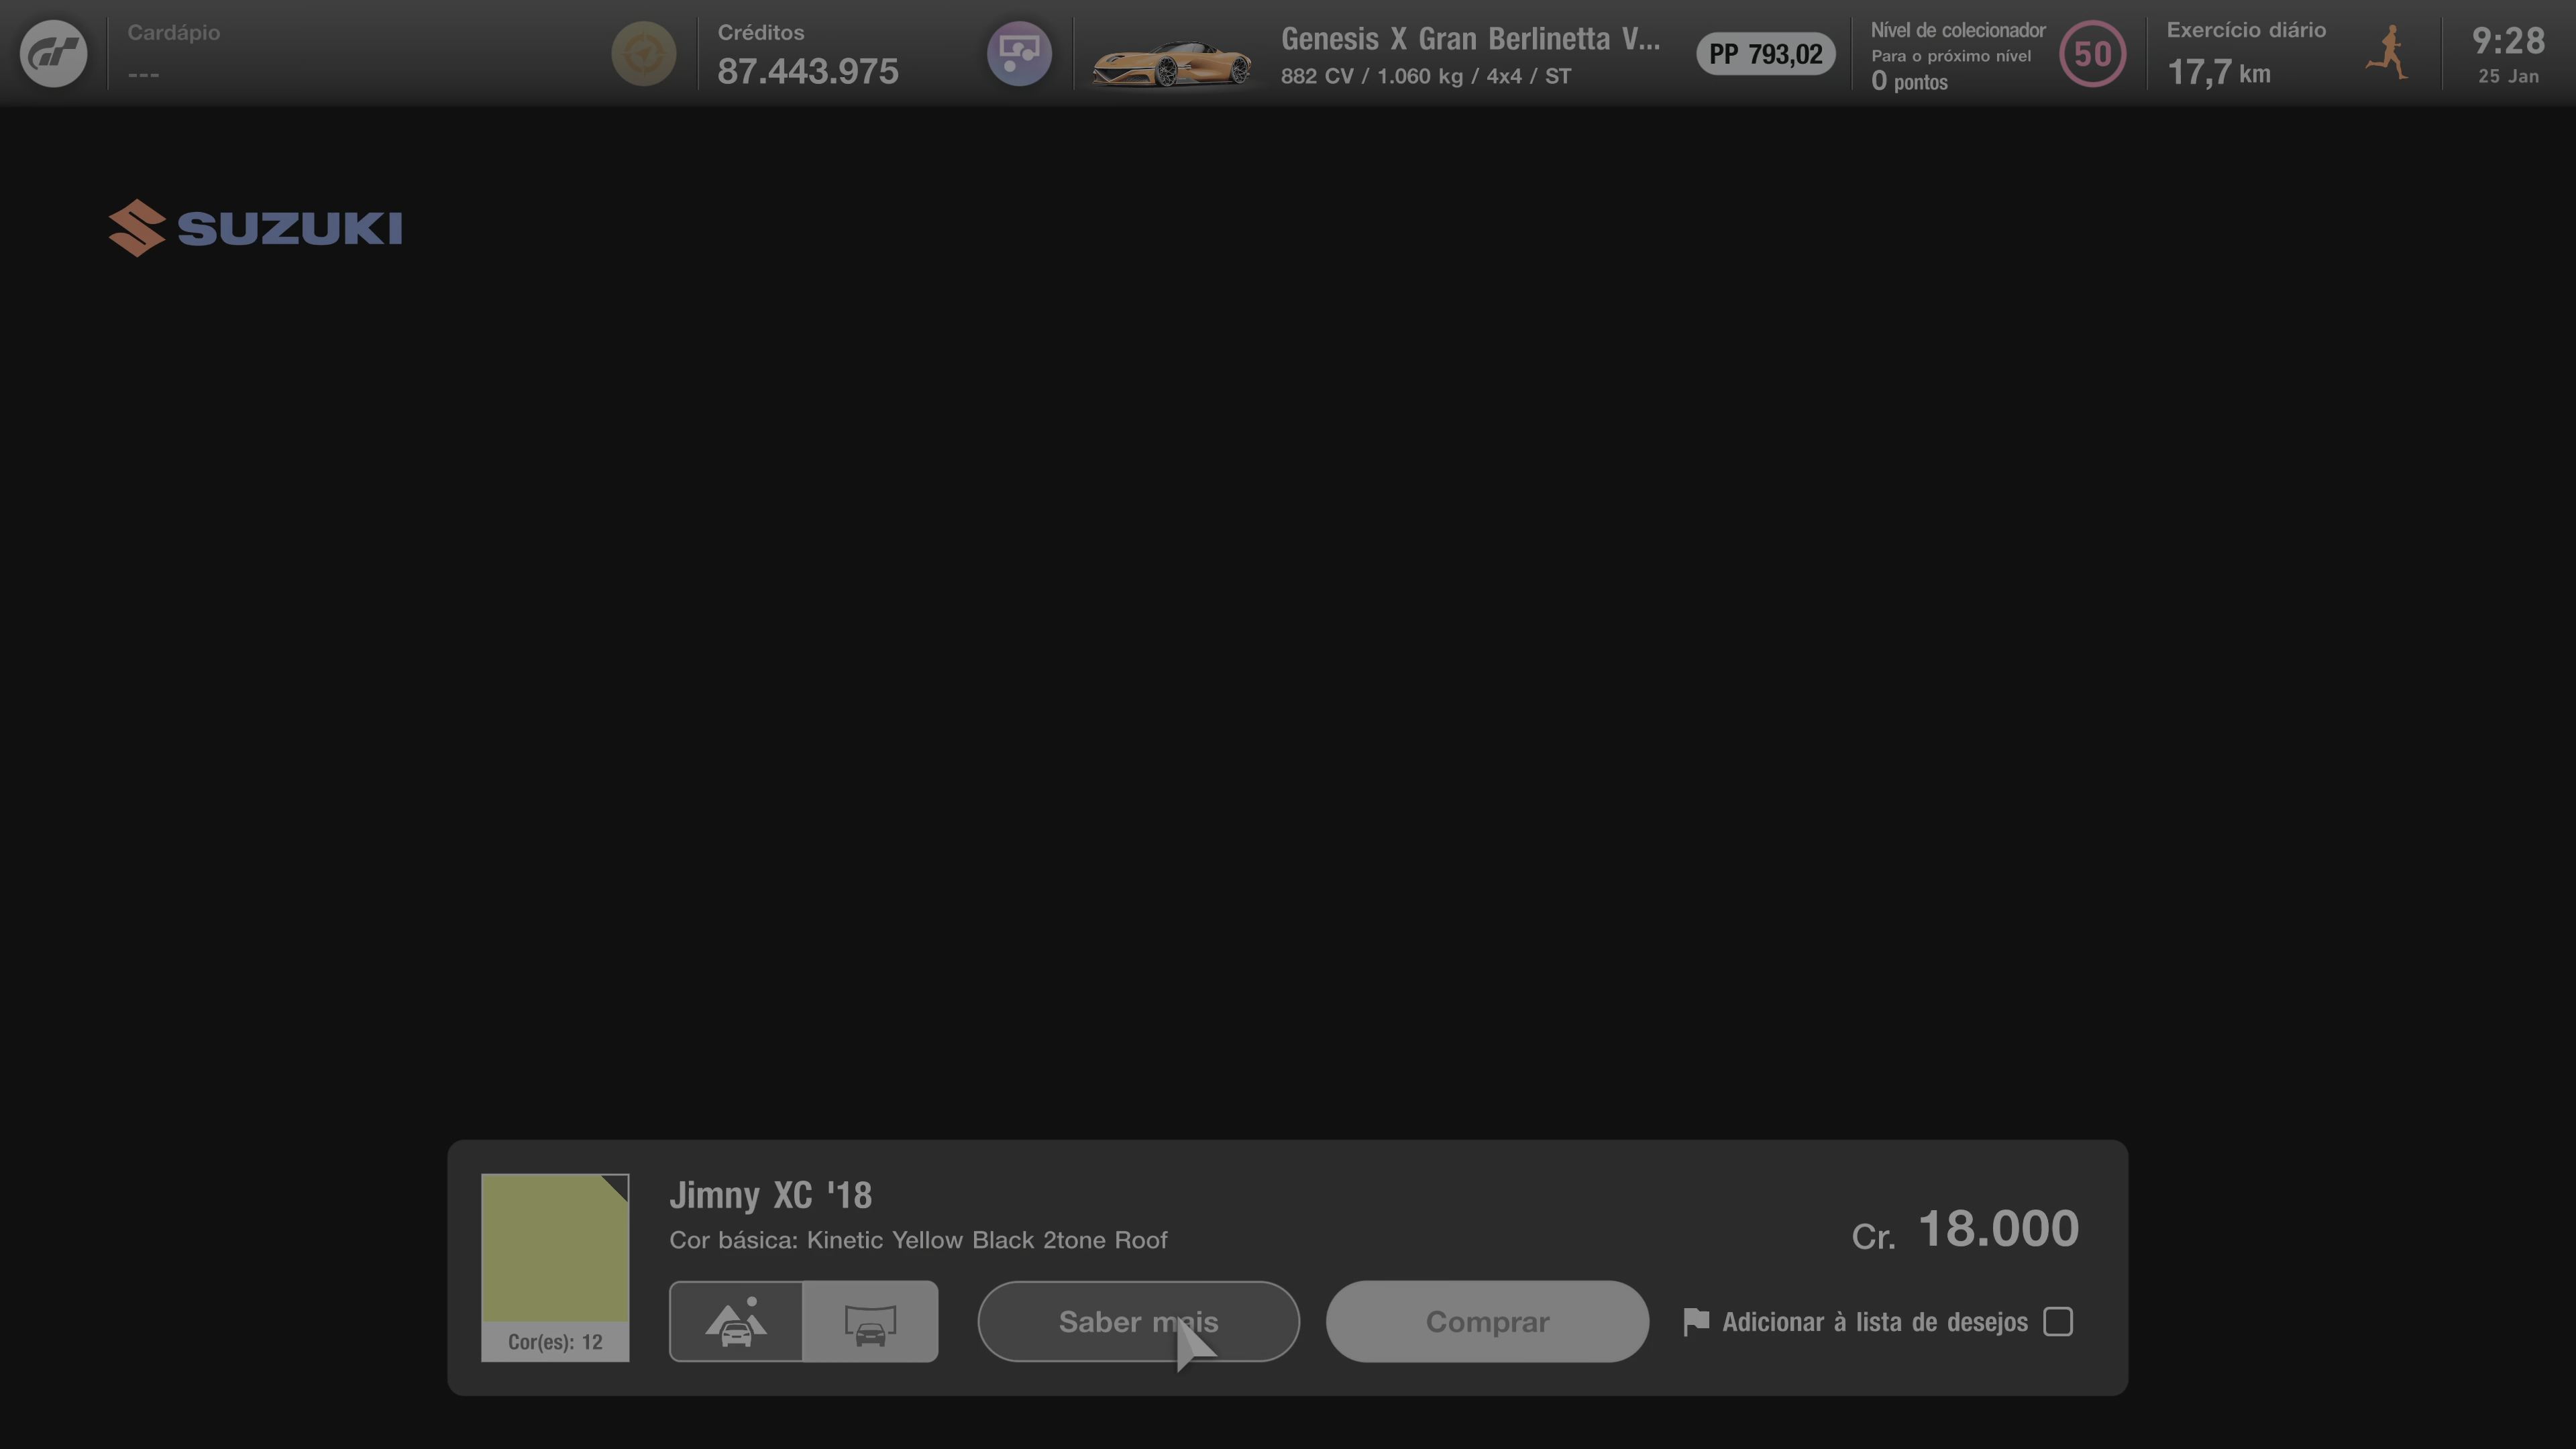 Cardápio
---
Créditos
87.443.975
Genesis X Gran Berlinetta V...
882 CV / 1.060 kg / 4x4 / ST
PP 793,02
Nível de colecionador
Para o próximo nível
0 pontos
50
Exercício diário
17,7 km
9:28
25 Jan
SUZUKI
Jimny XC '18
Cor básica: Kinetic Yellow Black 2tone Roof
Cr. 18.000
Cor(es): 12
Saber mais
Comprar
Adicionar à lista de desejos